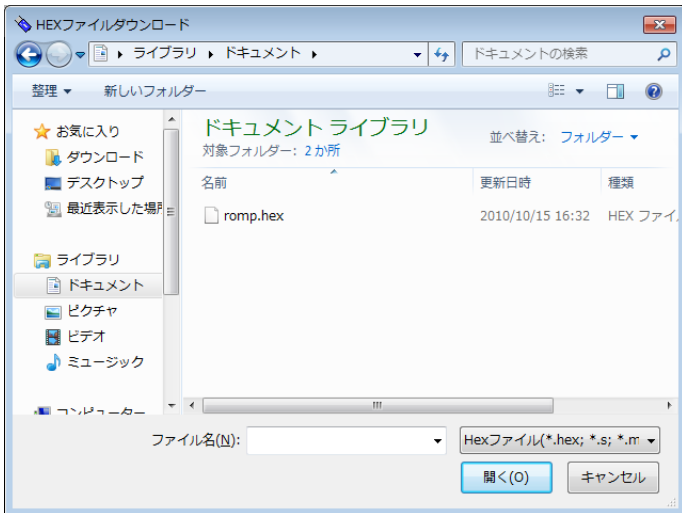 HEXファイルダウンロード
ライブラリ ドキュメント
ドキュメントの検索
整理 新しいフォルダー
お気に入り
ダウンロード
デスクトップ
最近表示した場所
ライブラリ
ドキュメント
ピクチャ
ビデオ
ミュージック
コンピューター
ドキュメント ライブラリ
対象フォルダー: 2か所
並べ替え: フォルダー
名前 更新日時 種類
romp.hex 2010/10/15 16:32 HEX ファイ
ファイル名(N):
Hexファイル(*.hex; *.s; *.m
開く(O) キャンセル